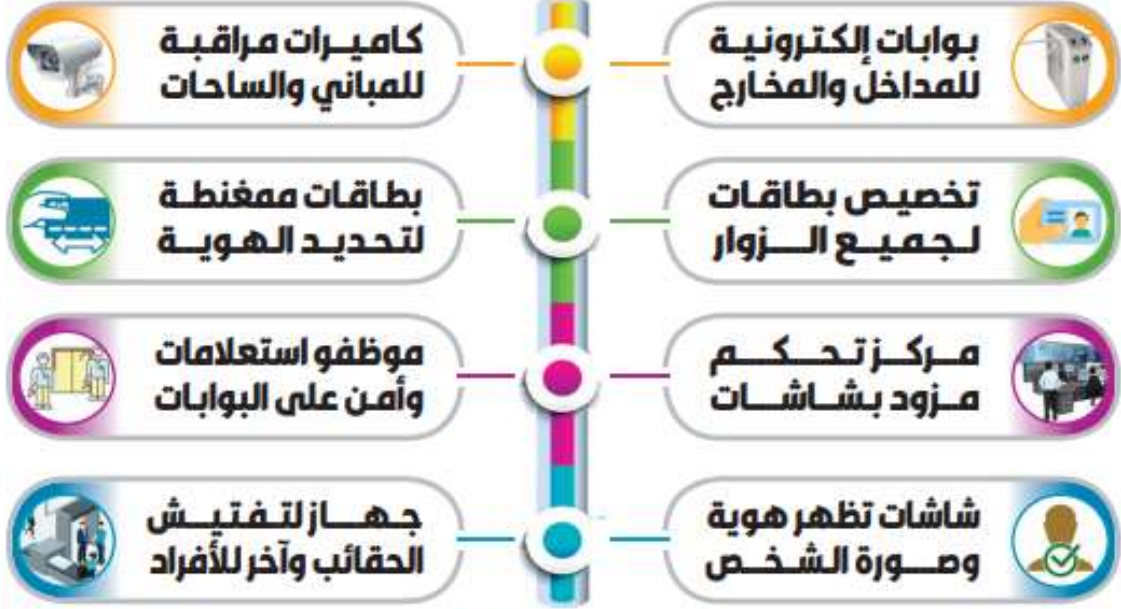 بوابات إلكترونية
للمداخل والمخارج
كاميرات مراقبة
للمباني والساحات
تخصيص بطاقات
لجميع الزوار
بطاقات ممغنطة
لتحديد الهوية
مركز تحكم
مزود بشاشات
موظفو استعلامات
وأمن على البوابات
شاشات تظهر هوية
وصورة الشخص
جهاز لتفتيش
الحقائب وآخر للأفراد